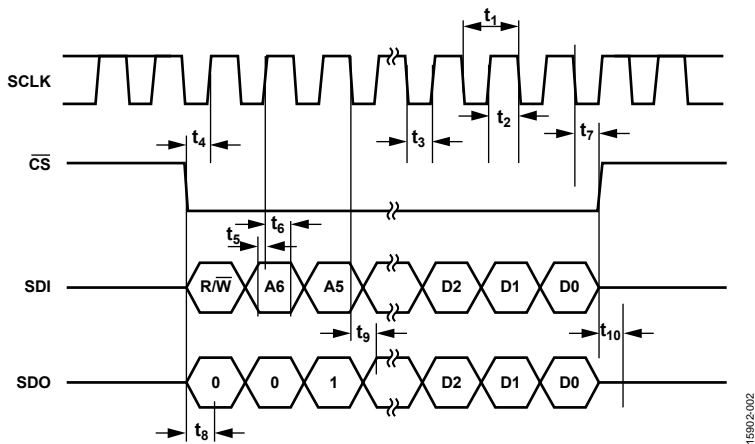 t1
SCLK
t4
t3
t2
t7
CS
t5
t6
SDI
R/W
A6
A5
D2
D1
D0
t9
t10
SDO
0
0
1
D2
D1
D0
t8
15902-002